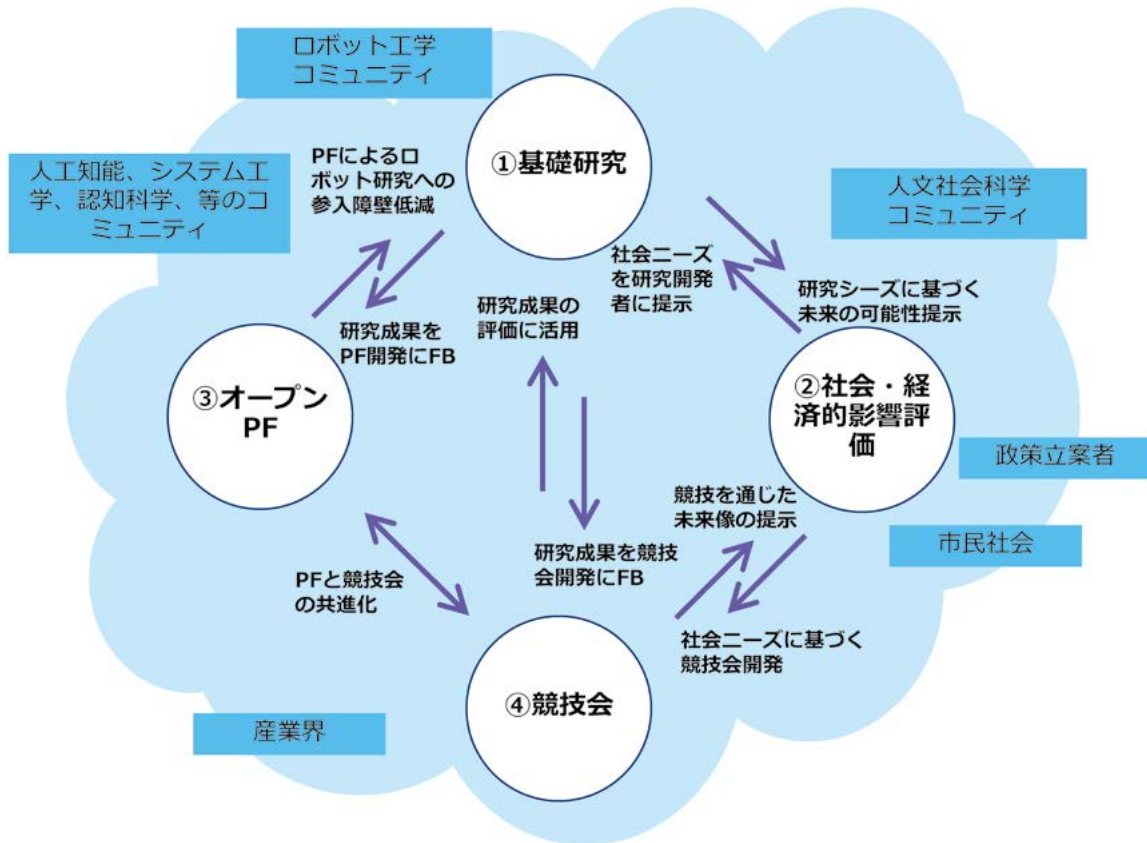 ロボット工学
コミュニティ
①基礎研究
PFによるロ
ボット研究への
参入障壁低減
人工知能、システム工
学、認知科学、等のコ
ミュニティ
人文社会科学
コミュニティ
社会ニーズ
を研究開発
者に提示
研究シーズに基づく
未来の可能性提示
研究成果の
評価に活用
研究成果を
PF開発にFB
③オープン
PF
②社会・経
済的影響評
価
政策立案者
競技を通じた
未来像の提示
市民社会
研究成果を競技
会開発にFB
PFと競技会
の共進化
社会ニーズに基づく
競技会開発
④競技会
産業界